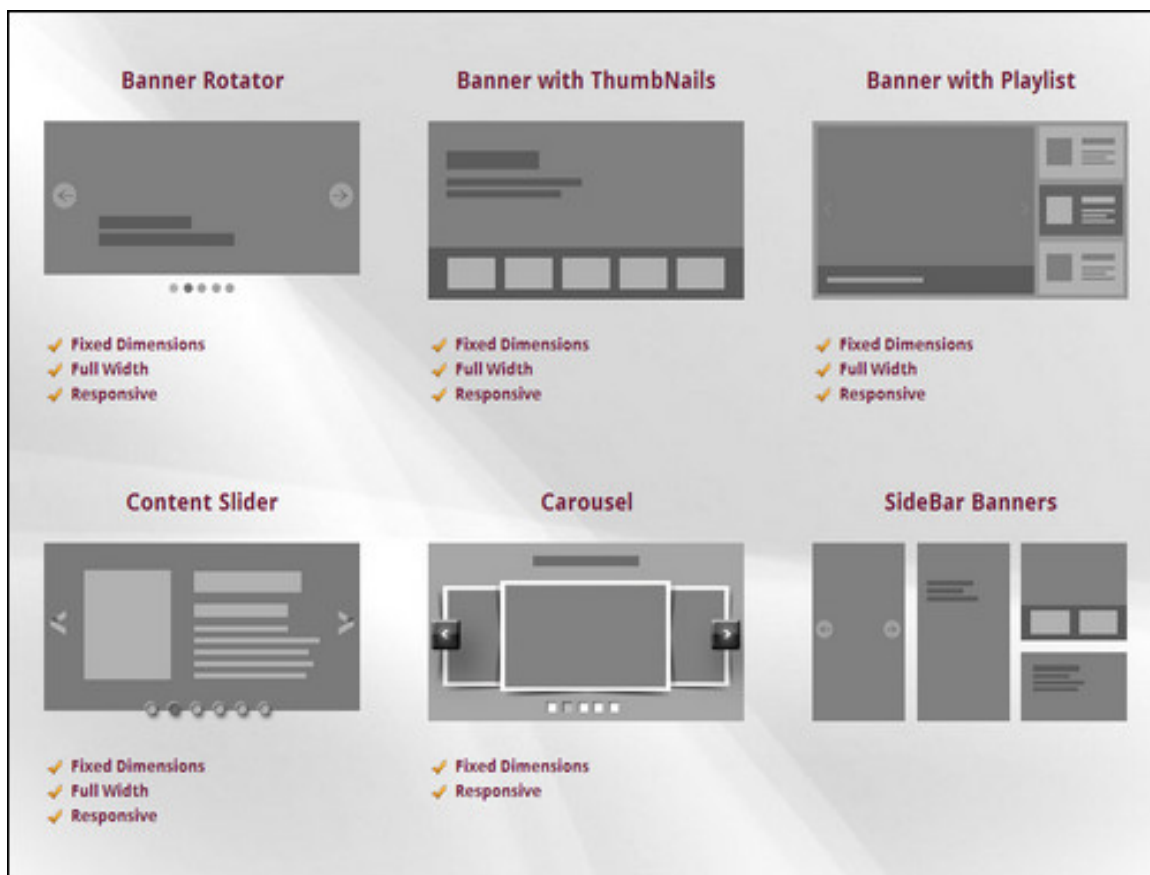 Banner Rotator
Fixed Dimensions
Full Width
Responsive
Banner with ThumbNails
Fixed Dimensions
Full Width
Responsive
Banner with Playlist
Fixed Dimensions
Full Width
Responsive
Content Slider
Fixed Dimensions
Full Width
Responsive
Carousel
Fixed Dimensions
Responsive
SideBar Banners